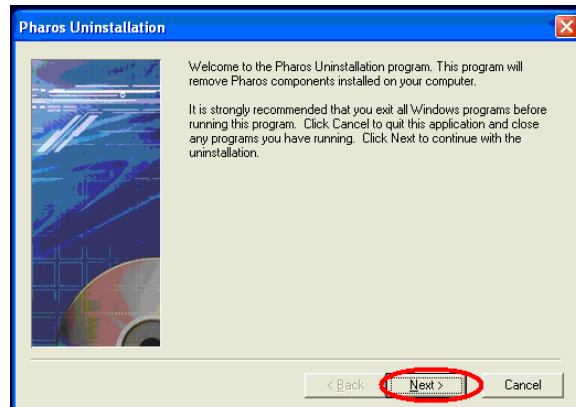 Pharos Uninstallation
Welcome to the Pharos Uninstallation program. This program will
remove Pharos components installed on your computer.
It is strongly recommended that you exit all Windows programs before
running this program. Click Cancel to quit this application and close
any programs you have running. Click Next to continue with the
uninstallation.
< Back Next > Cancel